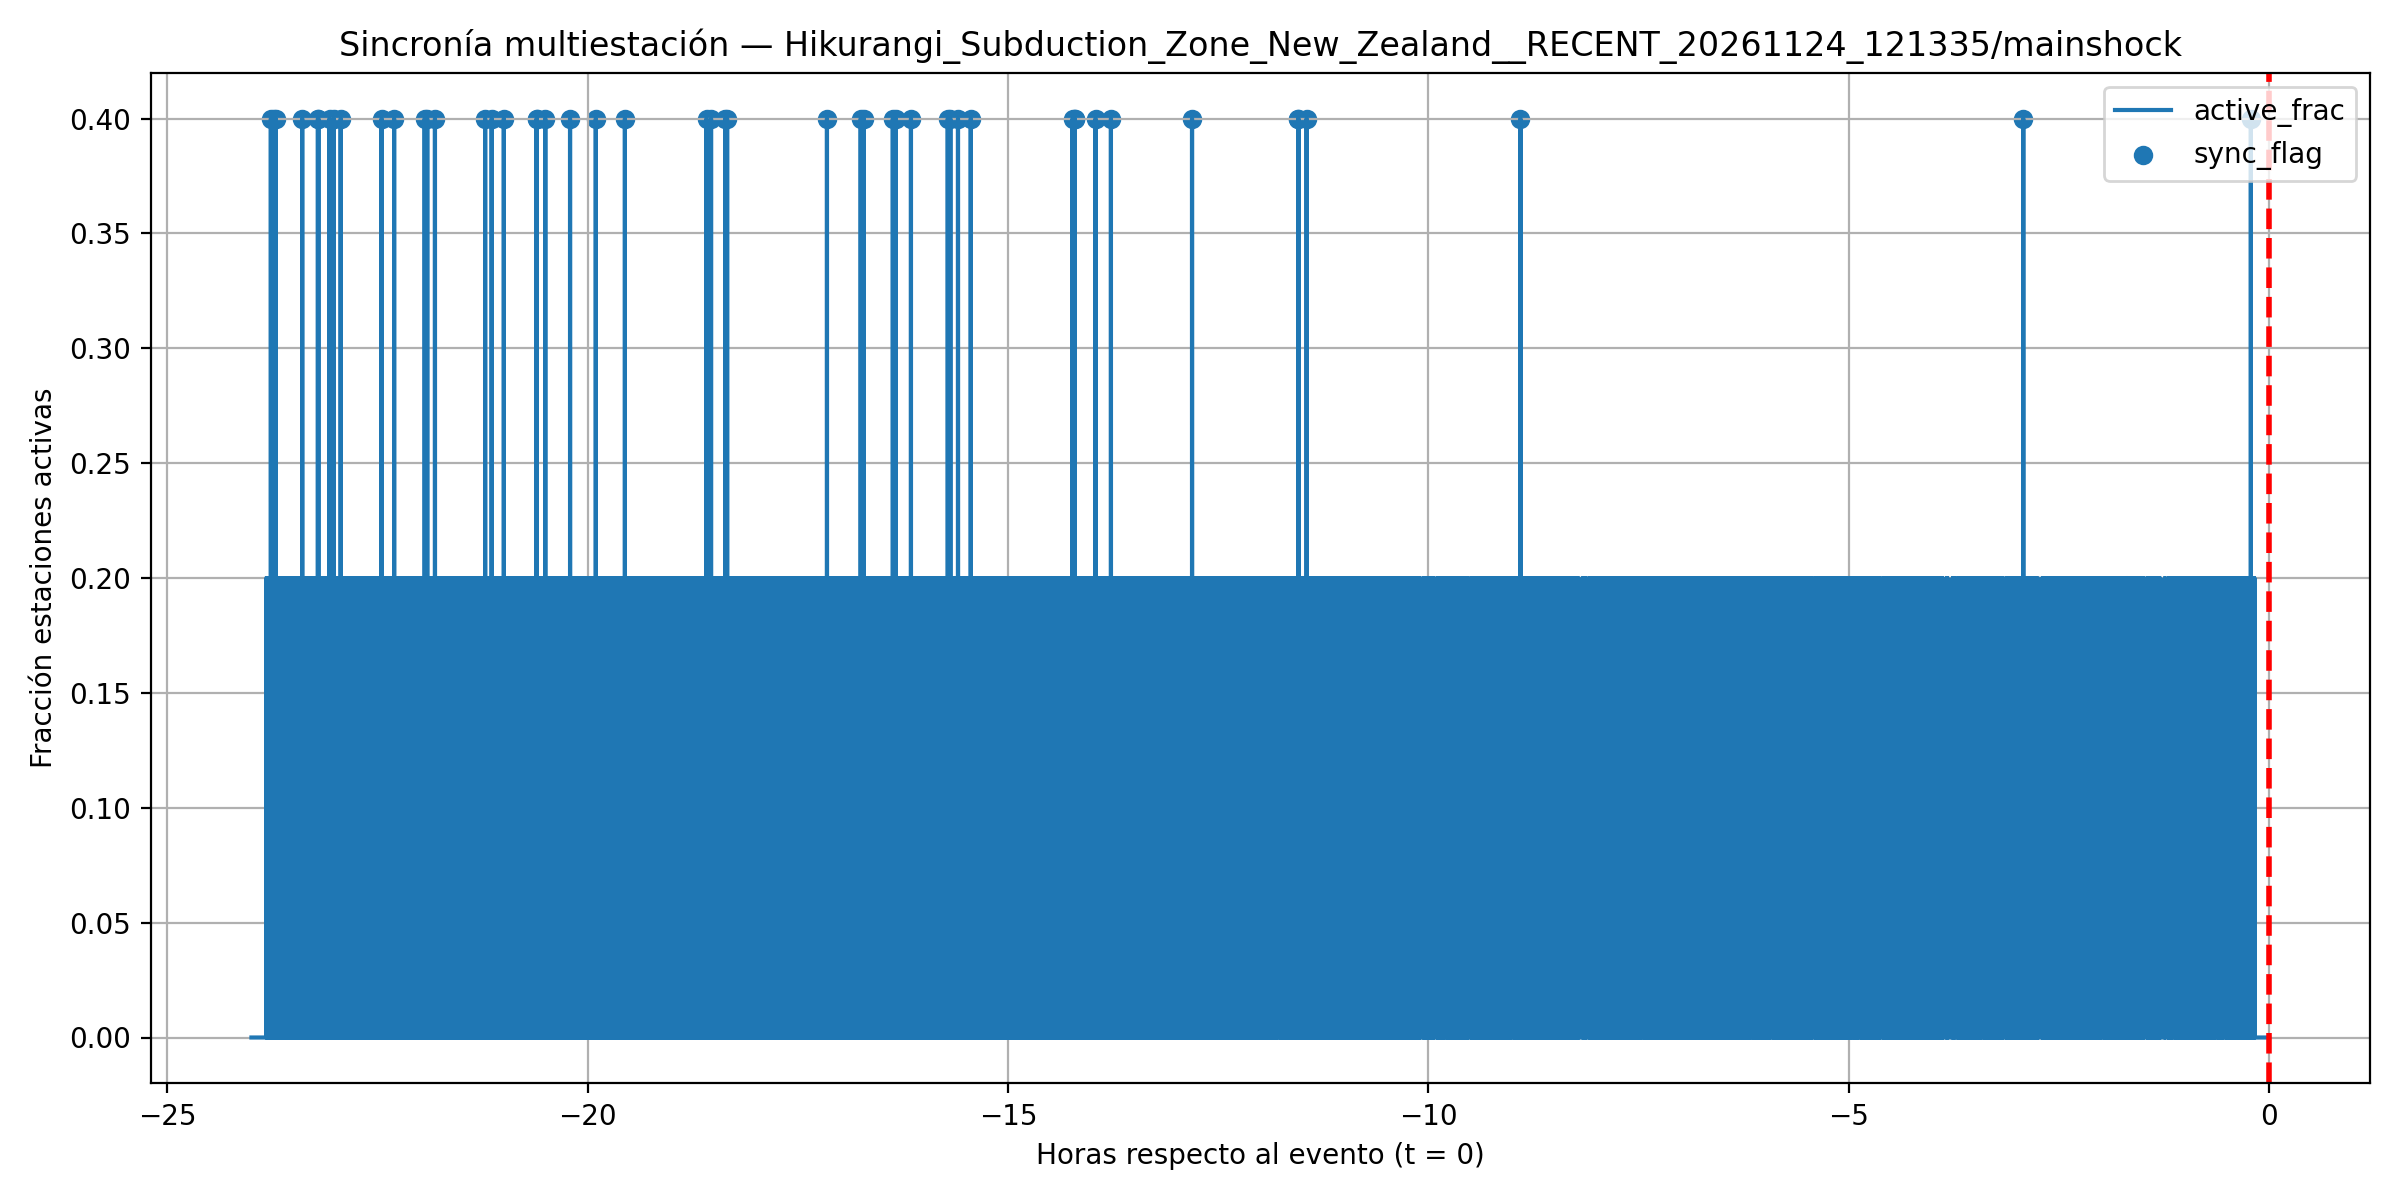 Sincronía multiestación — Hikurangi_Subduction_Zone_New_Zealand__RECENT_20261124_121335/mainshock
active_frac
sync_flag
Fracción estaciones activas
0.40
0.35
0.30
0.25
0.20
0.15
0.10
0.05
0.00
−25 −20 −15 −10 −5 0
Horas respecto al evento (t = 0)